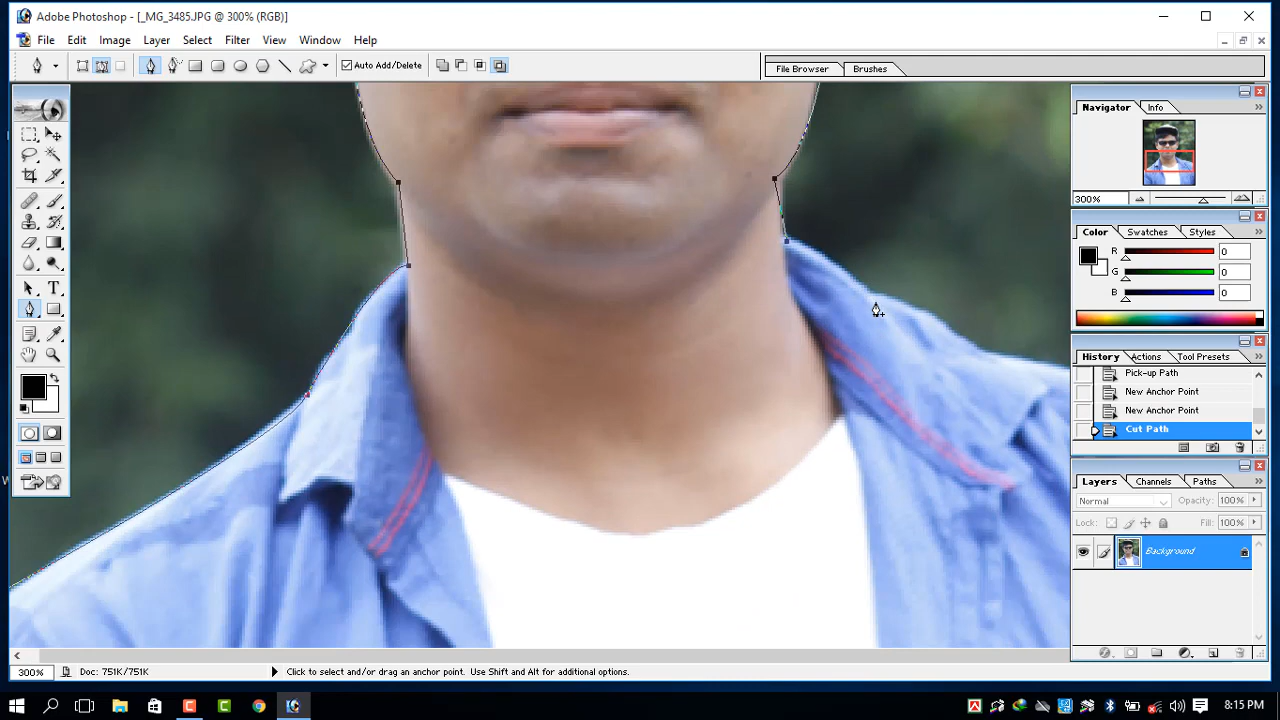 Adobe Photoshop - [_MG_3485.JPG @ 300% (RGB)]
File Edit Image Layer Select Filter View Window Help
Auto Add/Delete
File Browser Brushes
Navigator Info
300%
Color Swatches Styles
R 0
G 0
B 0
History Actions Tool Presets
Pick-up Path
New Anchor Point
New Anchor Point
Cut Path
Layers Channels Paths
Normal Opacity: 100%
Lock: Fill: 100%
Background
300% Doc: 751K/751K Click to select and/or drag an anchor point. Use Shift and Alt for additional options.
8:15 PM